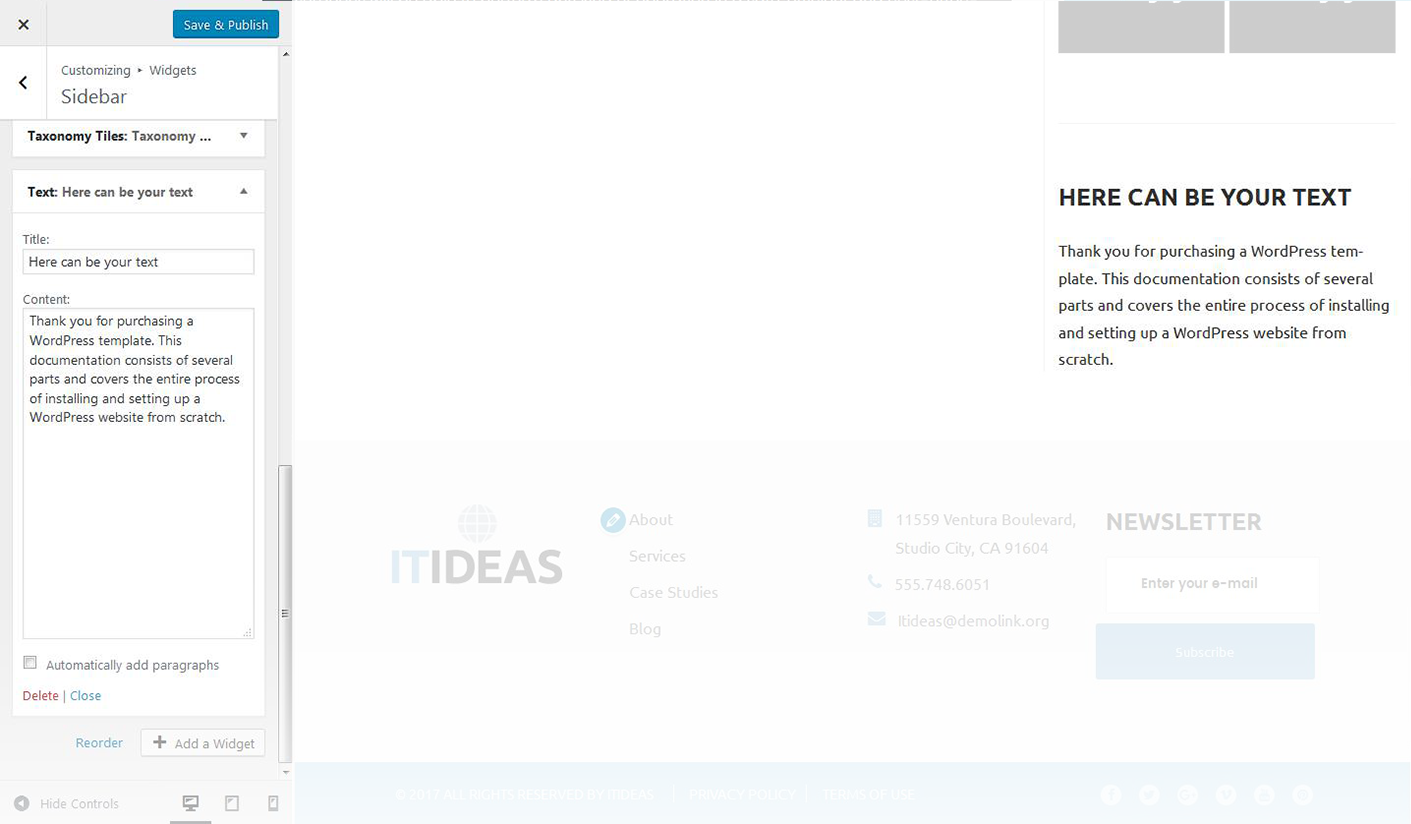 Save & Publish
Customizing ▸ Widgets
Sidebar
Taxonomy Tiles: Taxonomy ...
Text: Here can be your text
Title:
Here can be your text
Content:
Thank you for purchasing a
WordPress template. This
documentation consists of several
parts and covers the entire process
of installing and setting up a
WordPress website from scratch.
Automatically add paragraphs
Delete | Close
Reorder
Add a Widget
Hide Controls
HERE CAN BE YOUR TEXT
Thank you for purchasing a WordPress tem-
plate. This documentation consists of several
parts and covers the entire process of installing
and setting up a WordPress website from
scratch.
ITIDEAS
About
Services
Case Studies
Blog
11559 Ventura Boulevard,
Studio City, CA 91604
555.748.6051
Itideas@demolink.org
NEWSLETTER
Enter your e-mail
Subscribe
© 2017 ALL RIGHTS RESERVED BY ITIDEAS | PRIVACY POLICY | TERMS OF USE